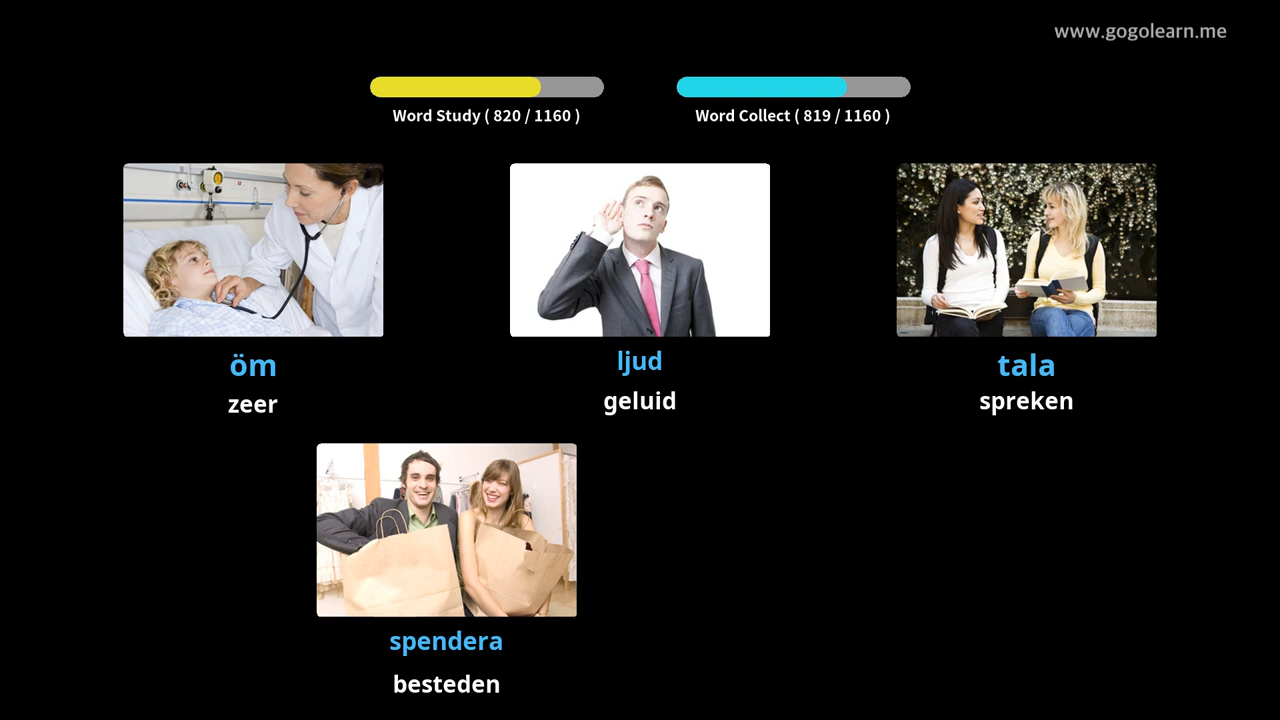 www.gogolearn.me
Word Study ( 820 / 1160 )
Word Collect ( 819 / 1160 )
öm
zeer
ljud
geluid
tala
spreken
spendera
besteden